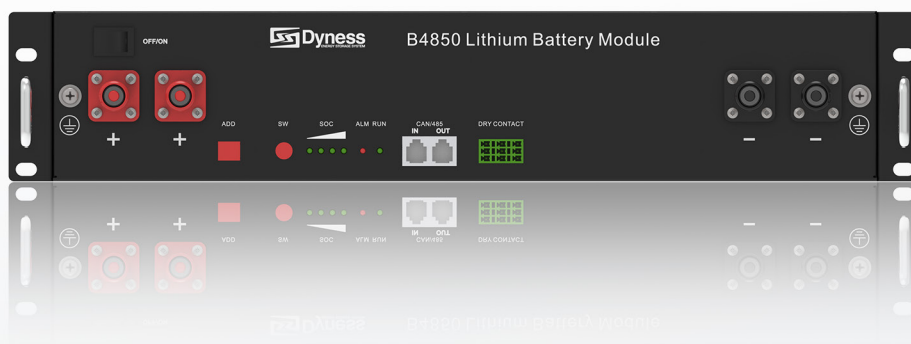 Dyness
ENERGY STORAGE SYSTEM
B4850 Lithium Battery Module
OFF/ON
ADD
SW
SOC
ALM RUN
CAN/485
IN OUT
DRY CONTACT
+ +
− −